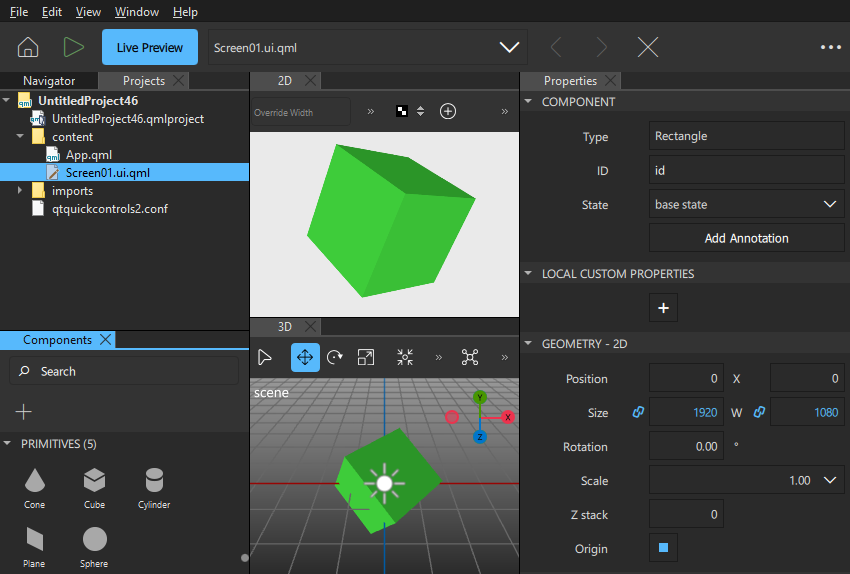 File Edit View Window Help
Live Preview
Screen01.ui.qml
Navigator
Projects
UntitledProject46
UntitledProject46.qmlproject
content
App.qml
Screen01.ui.qml
imports
qtquickcontrols2.conf
Components
Search
PRIMITIVES (5)
Cone
Cube
Cylinder
Plane
Sphere
2D
Override Width
3D
scene
Y
X
Z
Properties
COMPONENT
Type
Rectangle
ID
id
State
base state
Add Annotation
LOCAL CUSTOM PROPERTIES
GEOMETRY - 2D
Position 0 X 0
Size 1920 W 1080
Rotation 0.00 °
Scale 1.00
Z stack 0
Origin